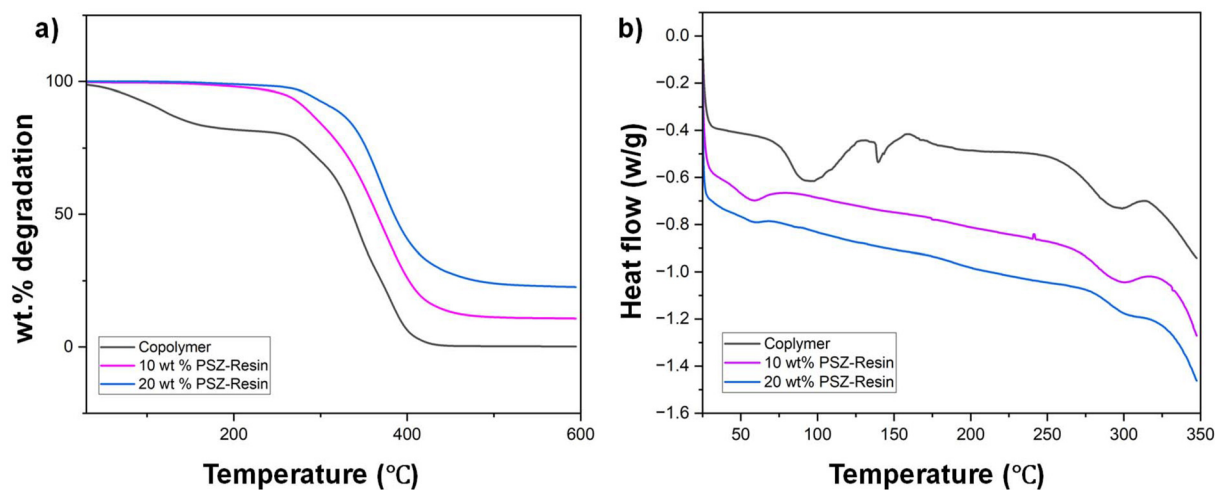 a)
wt.% degradation
100
50
0
Copolymer
10 wt % PSZ-Resin
20 wt % PSZ-Resin
200
400
600
Temperature (℃)
b)
Heat flow (w/g)
0.0
−0.2
−0.4
−0.6
−0.8
−1.0
−1.2
−1.4
−1.6
Coplymer
10 wt% PSZ-Resin
20 wt% PSZ-Resin
50
100
150
200
250
300
350
Temperature (℃)